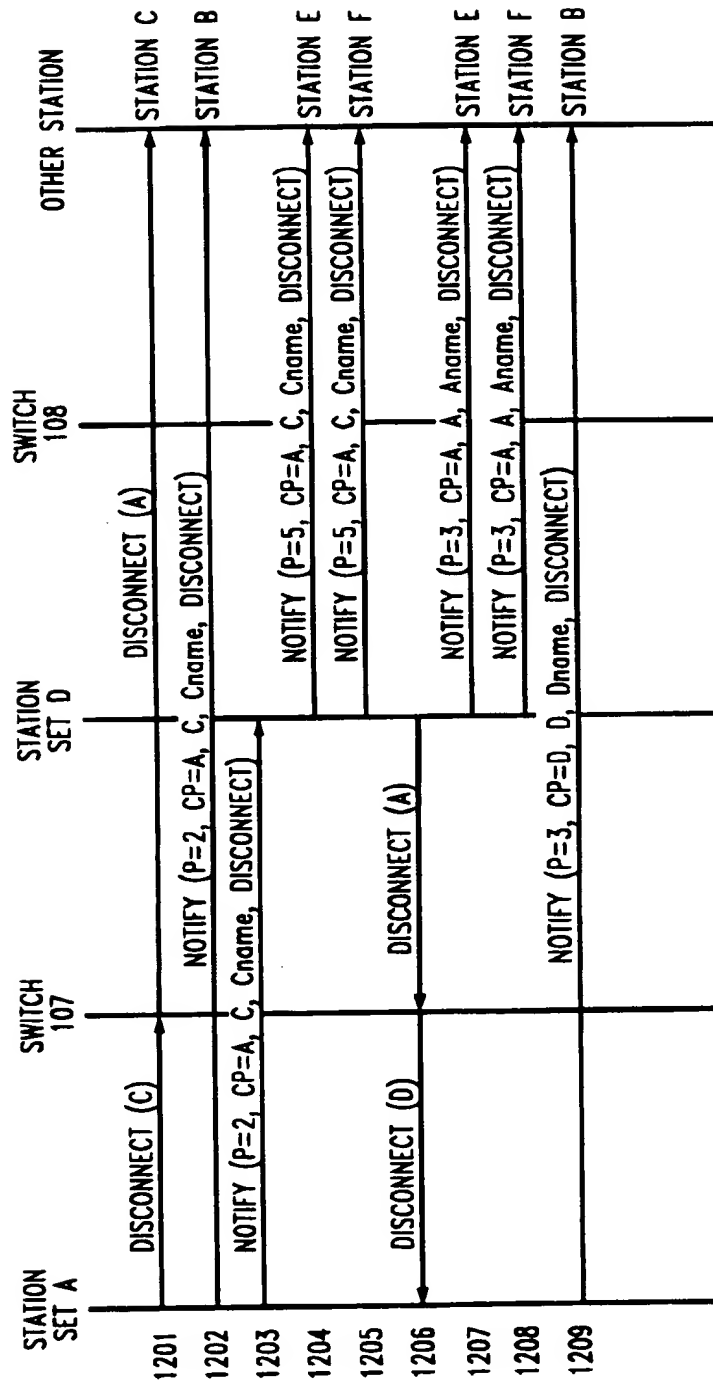 STATION
SET A
SWITCH
107
STATION
SET D
SWITCH
108
OTHER STATION
1201
DISCONNECT (C)
DISCONNECT (A)
STATION C
1202
NOTIFY (P=2, CP=A, C, Cname, DISCONNECT)
STATION B
1203
NOTIFY (P=2, CP=A, C, Cname, DISCONNECT)
1204
NOTIFY (P=5, CP=A, C, Cname, DISCONNECT)
STATION E
1205
NOTIFY (P=5, CP=A, C, Cname, DISCONNECT)
STATION F
1206
DISCONNECT (D)
DISCONNECT (A)
1207
NOTIFY (P=3, CP=A, A, Aname, DISCONNECT)
STATION E
1208
NOTIFY (P=3, CP=A, A, Aname, DISCONNECT)
STATION F
1209
NOTIFY (P=3, CP=D, D, Dname, DISCONNECT)
STATION B